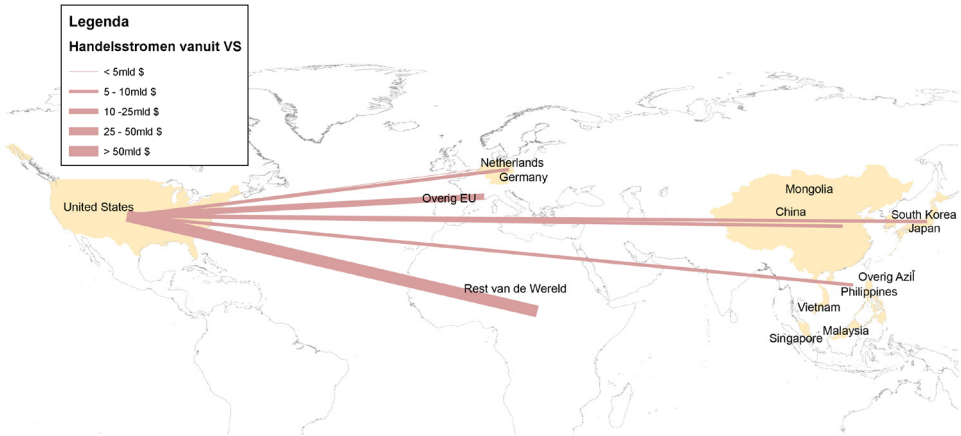 Legenda
Handelsstromen vanuit VS
< 5mld $
5 - 10mld $
10 -25mld $
25 - 50mld $
> 50mld $
Netherlands
Germany
Overig EU
United States
Mongolia
China
South Korea
Japan
Overig AziÎ
Philippines
Rest van de Wereld
Vietnam
Malaysia
Singapore